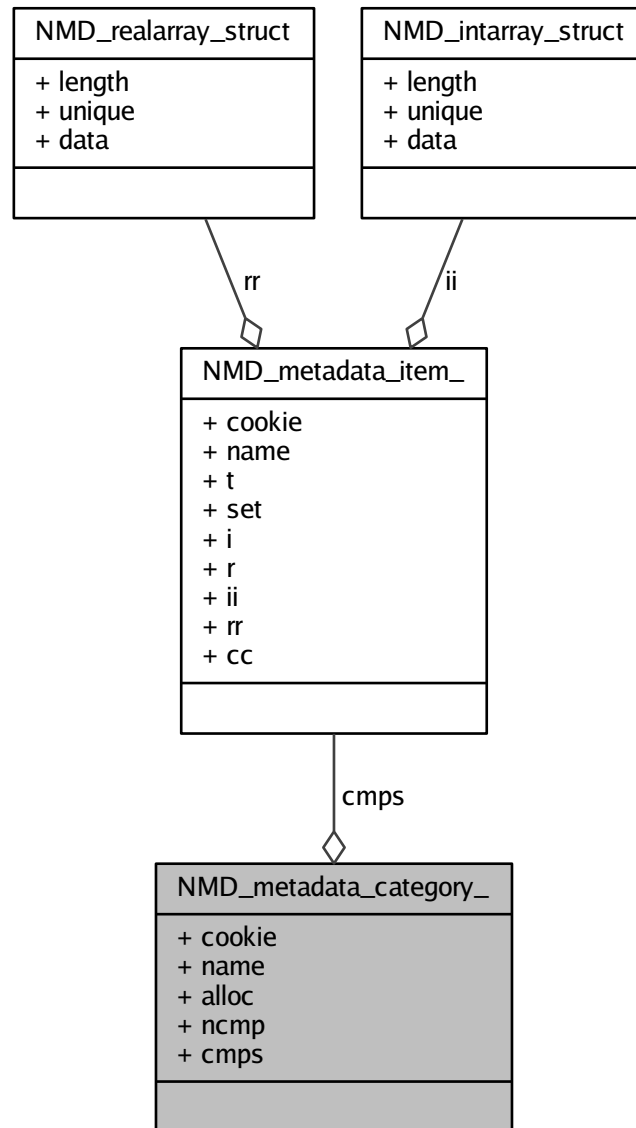 NMD_realarray_struct
+ length
+ unique
+ data
NMD_intarray_struct
+ length
+ unique
+ data
rr
ii
NMD_metadata_item_
+ cookie
+ name
+ t
+ set
+ i
+ r
+ ii
+ rr
+ cc
cmps
NMD_metadata_category_
+ cookie
+ name
+ alloc
+ ncmp
+ cmps